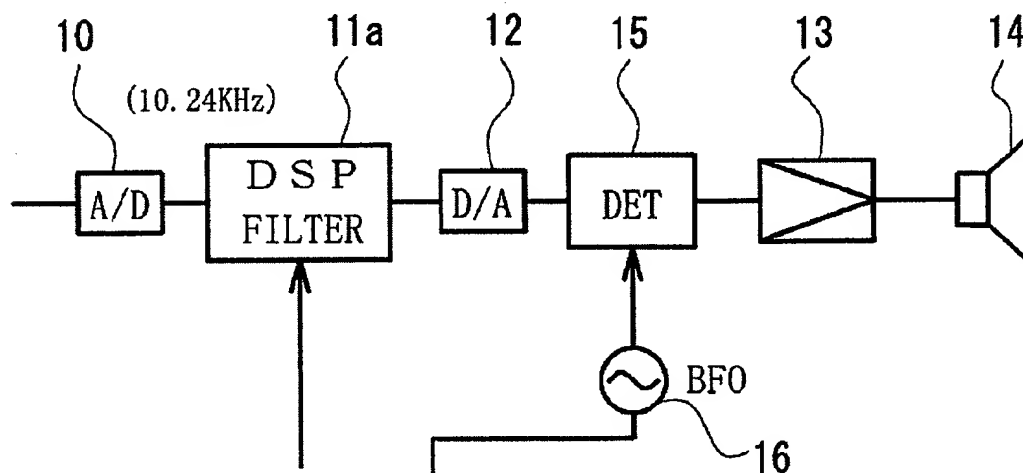 10
11a
12
15
13
14
(10.24KHz)
A/D
DSP
FILTER
D/A
DET
BFO
16